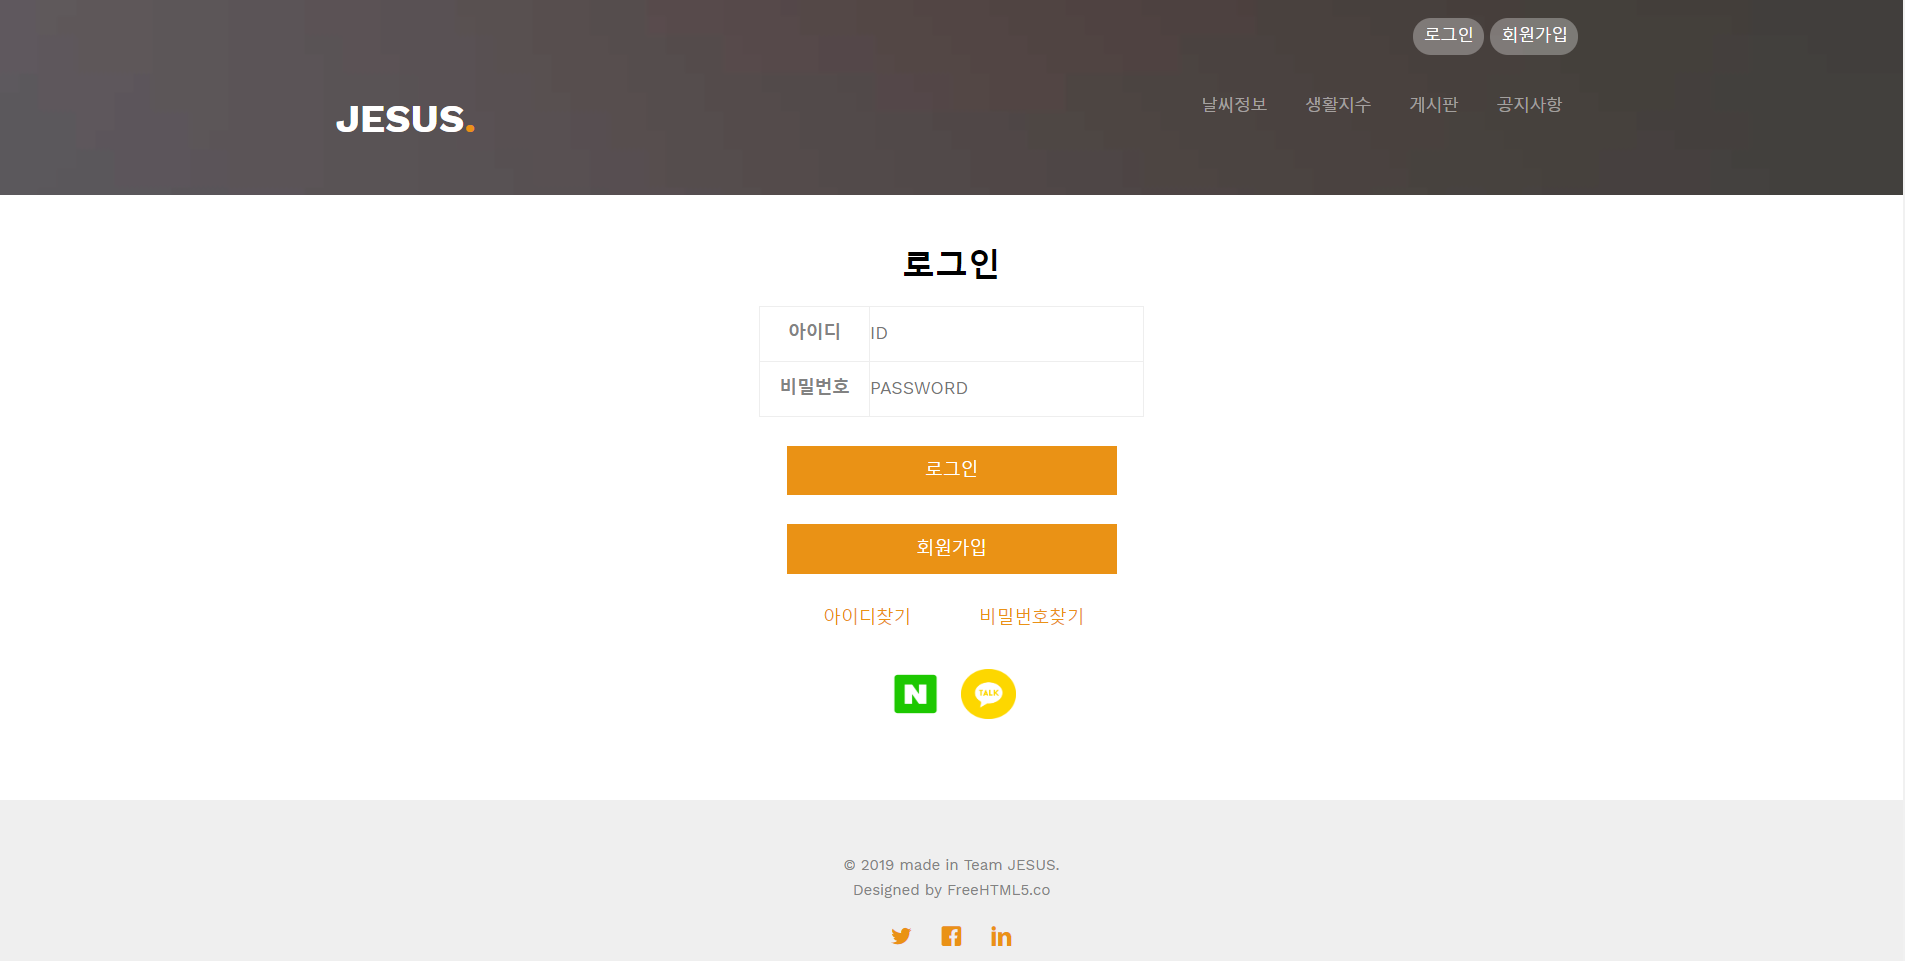 로그인 회원가입
JESUS.
날씨정보 생활지수 게시판 공지사항
로그인
아이디 ID
비밀번호 PASSWORD
로그인
회원가입
아이디찾기 비밀번호찾기
N TALK
© 2019 made in Team JESUS.
Designed by FreeHTML5.co